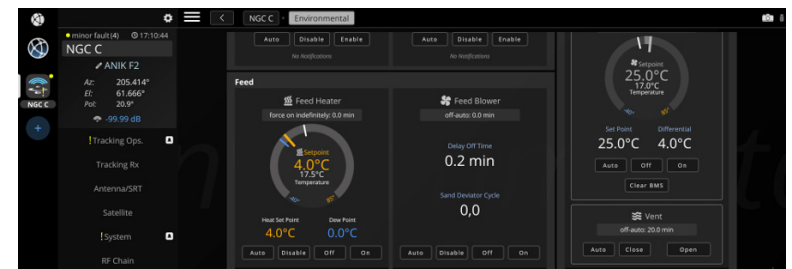 minor fault(4) 17:10:44
NGC C
ANIK F2
Az: 205.414°
El: 61.666°
Pol: 20.9°
-99.99 dB
NGC C
Tracking Ops.
Tracking Rx
Antenna/SRT
Satellite
System
RF Chain
NGC C Environmental
Auto Disable Enable
No Notifications
Auto Disable Enable
No Notifications
Feed
Feed Heater
force on indefinitely: 0.0 min
Setpoint
4.0°C
17.5°C
Temperature
Heat Set Point Dew Point
4.0°C 0.0°C
Auto Disable Off On
Feed Blower
off-auto: 0.0 min
Delay Off Time
0.2 min
Sand Deviator Cycle
0,0
Auto Disable Off On
Setpoint
25.0°C
17.0°C
Temperature
Set Point Differential
25.0°C 4.0°C
Auto Off On
Clear BMS
Vent
off-auto: 20.0 min
Auto Close Open